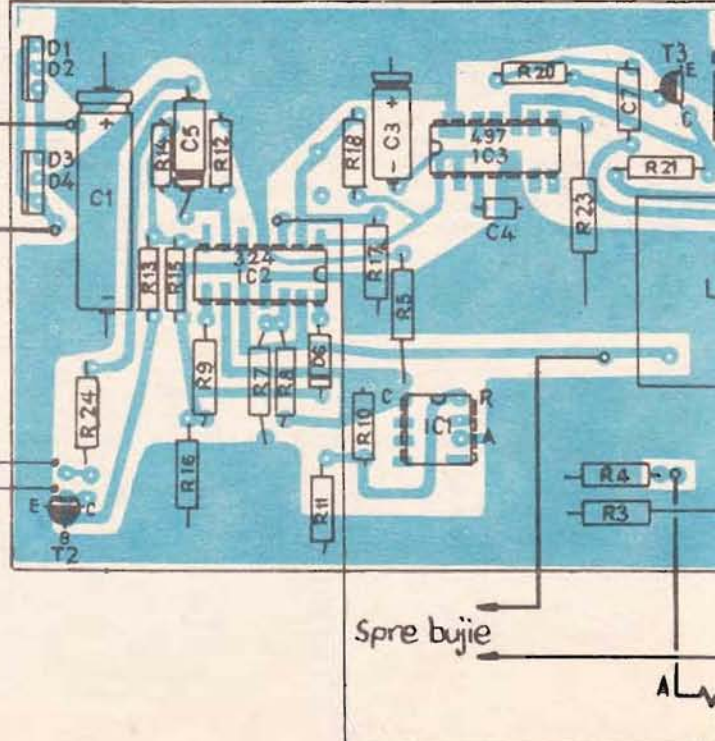 D1
D2
D3
D4
C1
R14
C5
R12
R18
C3
497
IC3
R20
C7
T3
E
C
R21
C4
R23
R13
R15
324
IC2
R17
R5
R24
R9
R7
R8
D6
R10
C
R
IC1
A
R16
R11
E
C
B
T2
R4
R3
L
Spre bujie
A